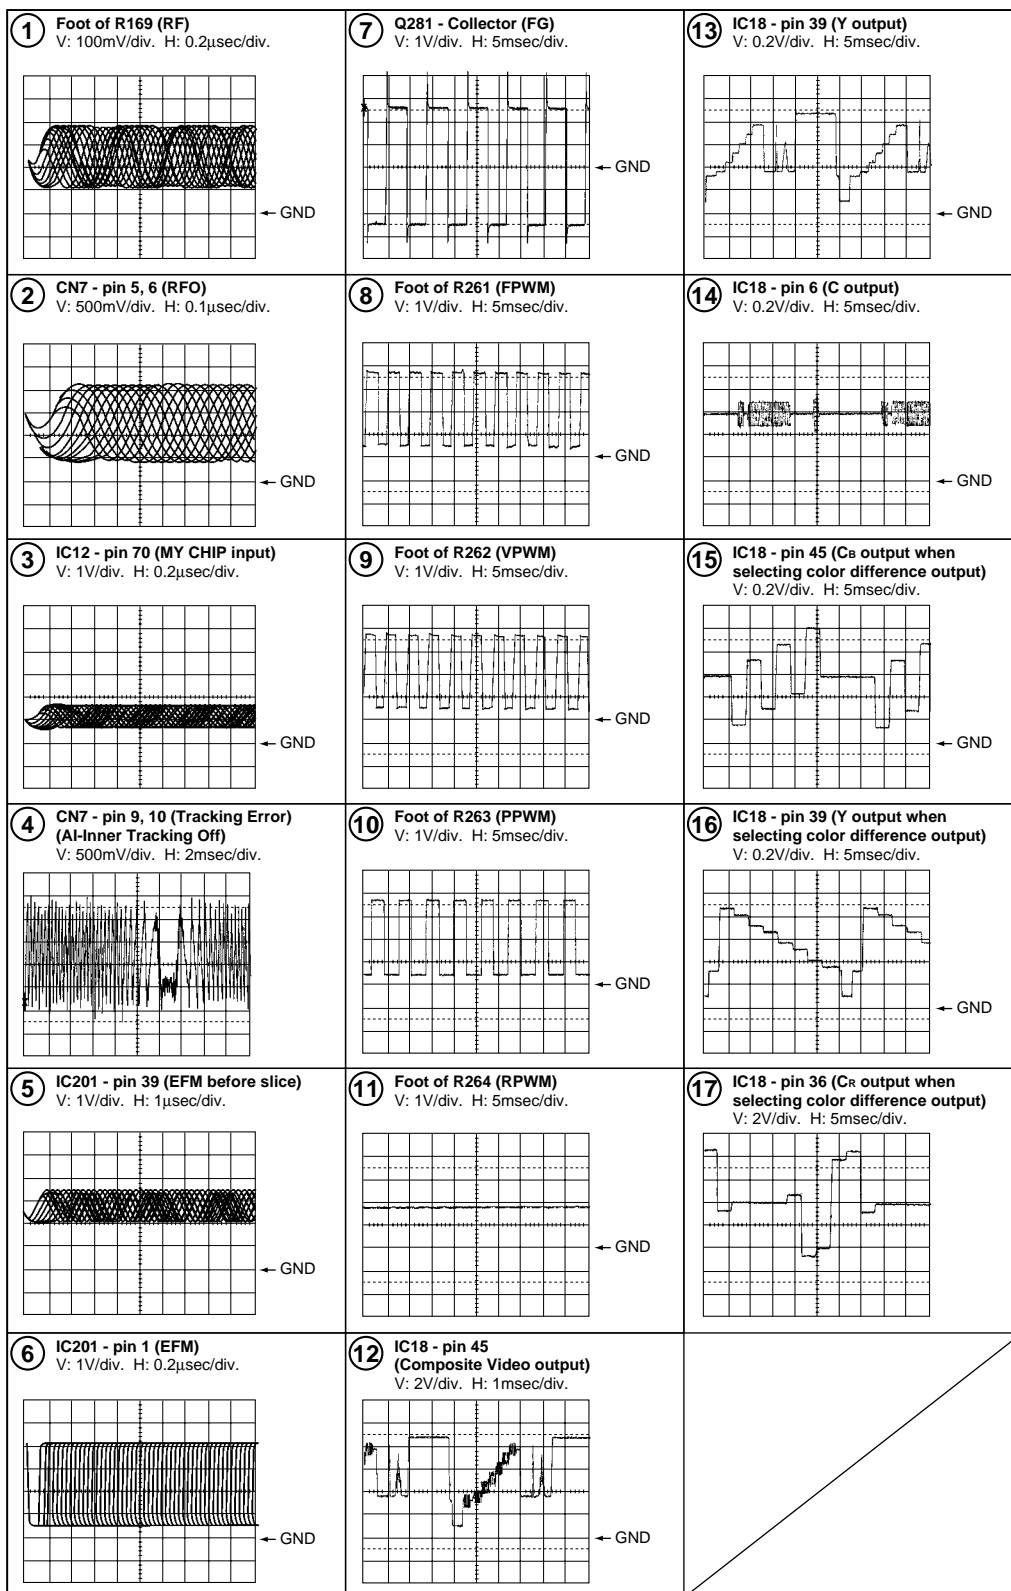 1 Foot of R169 (RF)
V: 100mV/div. H: 0.2µsec/div.
GND
2 CN7 - pin 5, 6 (RFO)
V: 500mV/div. H: 0.1µsec/div.
GND
3 IC12 - pin 70 (MY CHIP input)
V: 1V/div. H: 0.2µsec/div.
GND
4 CN7 - pin 9, 10 (Tracking Error)
(Al-Inner Tracking Off)
V: 500mV/div. H: 2msec/div.
5 IC201 - pin 39 (EFM before slice)
V: 1V/div. H: 1µsec/div.
GND
6 IC201 - pin 1 (EFM)
V: 1V/div. H: 0.2µsec/div.
GND
7 Q281 - Collector (FG)
V: 1V/div. H: 5msec/div.
GND
8 Foot of R261 (FPWM)
V: 1V/div. H: 5msec/div.
GND
9 Foot of R262 (VPWM)
V: 1V/div. H: 5msec/div.
GND
10 Foot of R263 (PPWM)
V: 1V/div. H: 5msec/div.
GND
11 Foot of R264 (RPWM)
V: 1V/div. H: 5msec/div.
GND
12 IC18 - pin 45
(Composite Video output)
V: 2V/div. H: 1msec/div.
GND
13 IC18 - pin 39 (Y output)
V: 0.2V/div. H: 5msec/div.
GND
14 IC18 - pin 6 (C output)
V: 0.2V/div. H: 5msec/div.
GND
15 IC18 - pin 45 (CB output when
selecting color difference output)
V: 0.2V/div. H: 5msec/div.
GND
16 IC18 - pin 39 (Y output when
selecting color difference output)
V: 0.2V/div. H: 5msec/div.
GND
17 IC18 - pin 36 (CR output when
selecting color difference output)
V: 2V/div. H: 5msec/div.